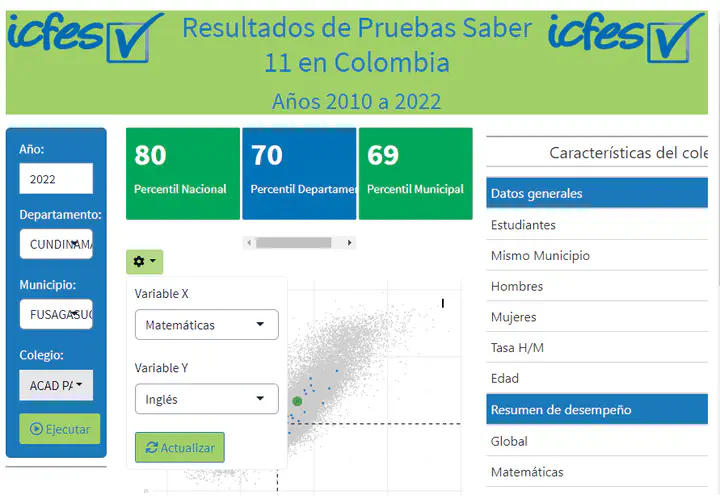 icfes
Resultados de Pruebas Saber
11 en Colombia
Años 2010 a 2022
icfes
Año:
2022
Departamento:
CUNDINAMA
Municipio:
FUSAGASUG
Colegio:
ACAD PA
Ejecutar
80
Percentil Nacional
70
Percentil Departamen
69
Percentil Municipal
Variable X
Matemáticas
Variable Y
Inglés
Actualizar
Características del cole
Datos generales
Estudiantes
Mismo Municipio
Hombres
Mujeres
Tasa H/M
Edad
Resumen de desempeño
Global
Matemáticas